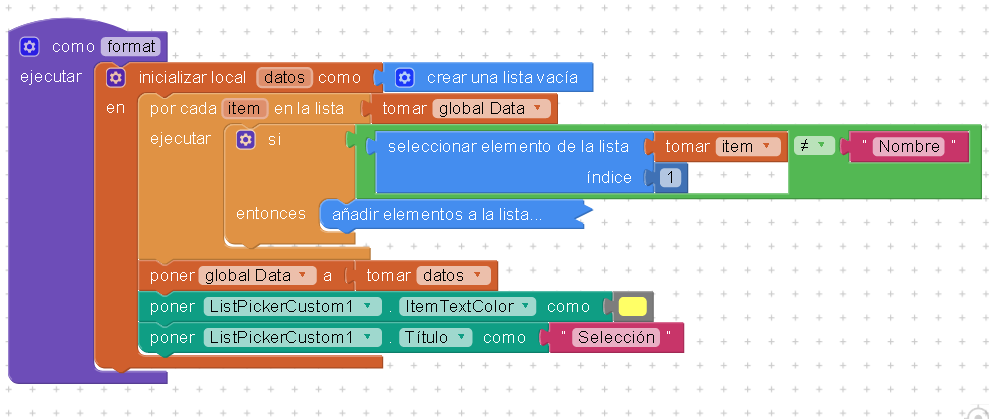 como format
ejecutar inicializar local datos como crear una lista vacía
en por cada item en la lista tomar global Data
ejecutar si seleccionar elemento de la lista tomar item ≠ " Nombre "
índice 1
entonces añadir elementos a la lista...
poner global Data a tomar datos
poner ListPickerCustom1 . ItemTextColor como
poner ListPickerCustom1 . Título como " Selección "